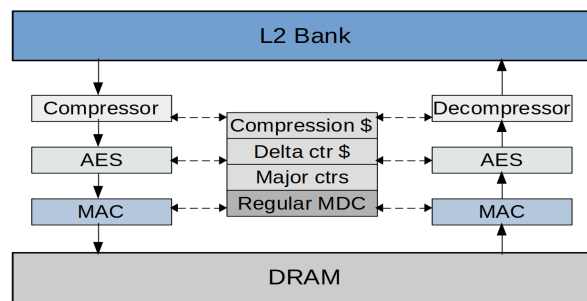 L2 Bank
Compressor
Decompressor
Compression $
Delta ctr $
AES
AES
Major ctrs
Regular MDC
MAC
MAC
DRAM